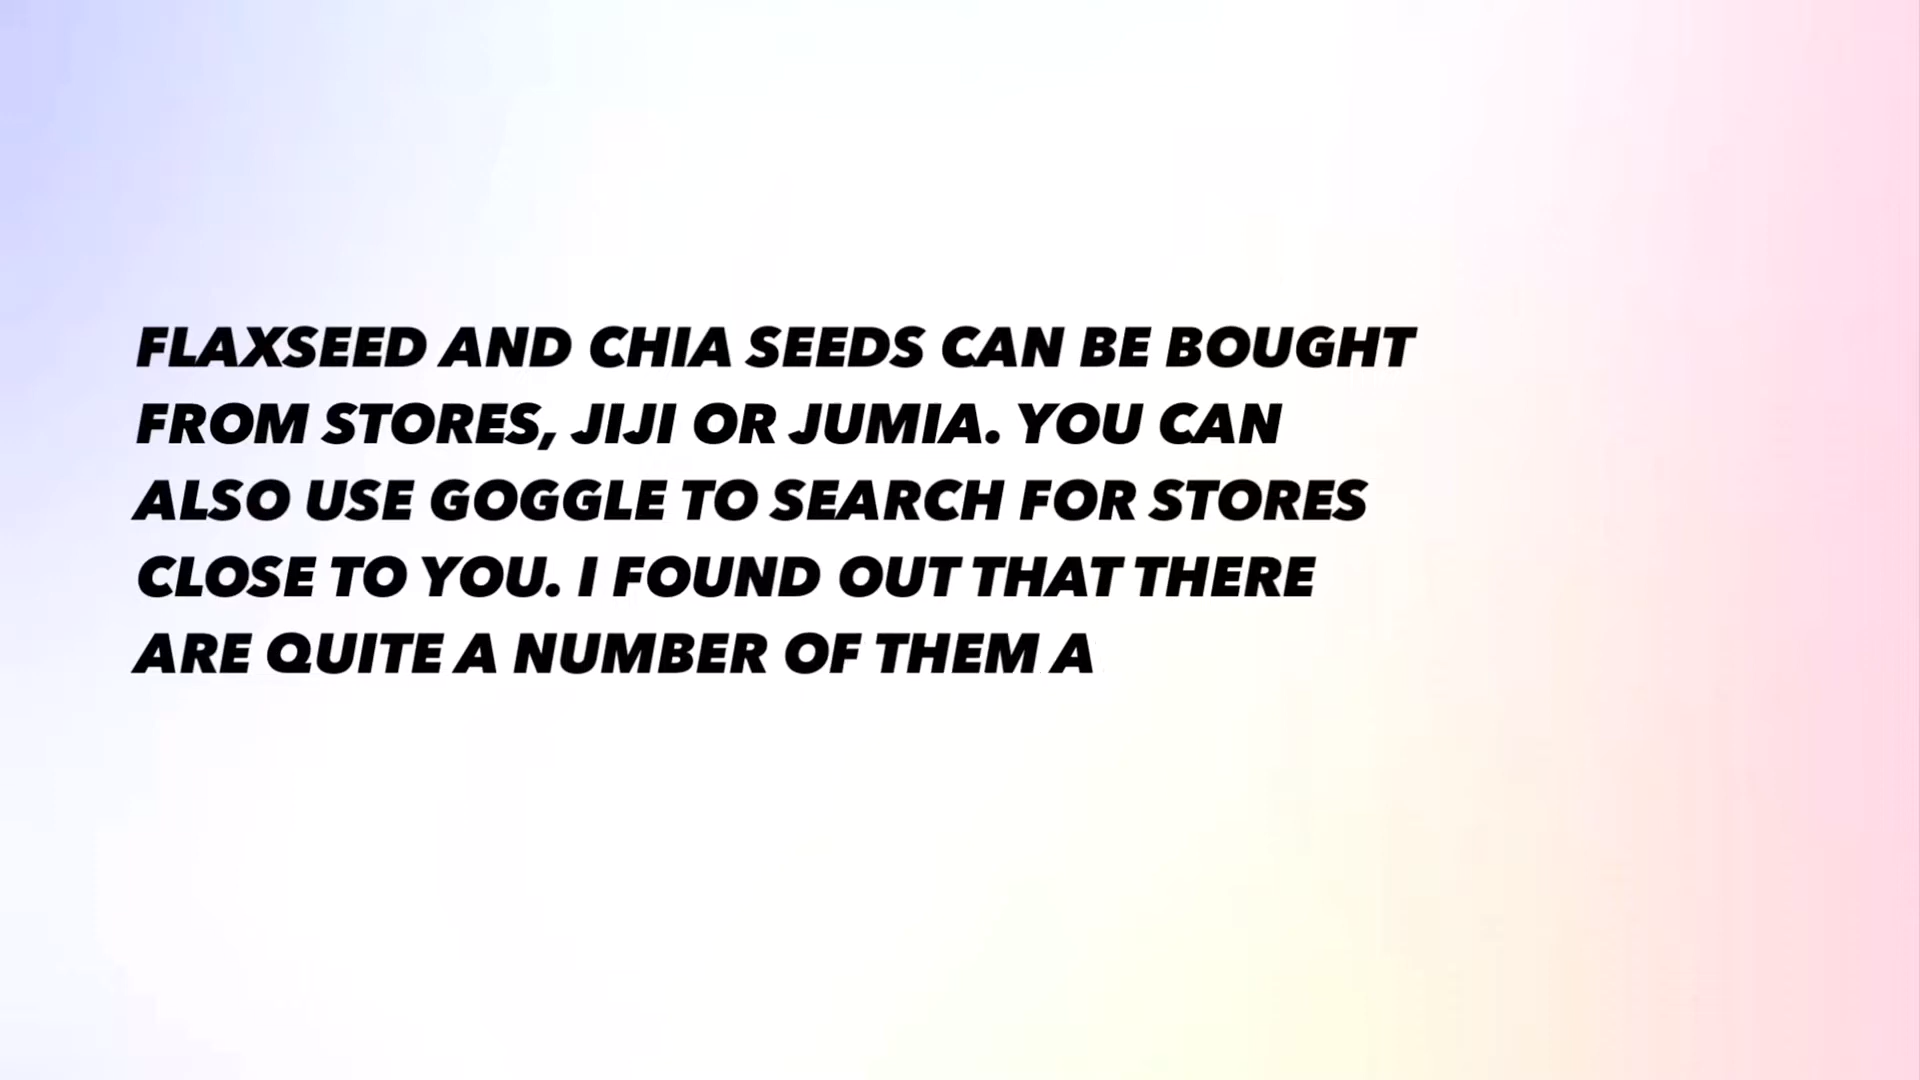 FLAXSEED AND CHIA SEEDS CAN BE BOUGHT
FROM STORES, JIJI OR JUMIA. YOU CAN
ALSO USE GOGGLE TO SEARCH FOR STORES
CLOSE TO YOU. I FOUND OUT THAT THERE
ARE QUITE A NUMBER OF THEM A